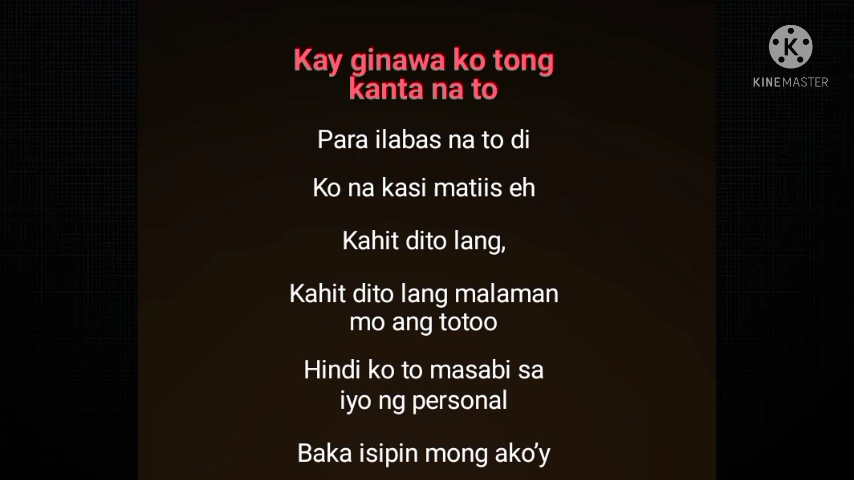 Kay ginawa ko tong
kanta na to
Para ilabas na to di
Ko na kasi matiis eh
Kahit dito lang,
Kahit dito lang malaman
mo ang totoo
Hindi ko to masabi sa
iyo ng personal
Baka isipin mong ako’y
K
KINEMASTER